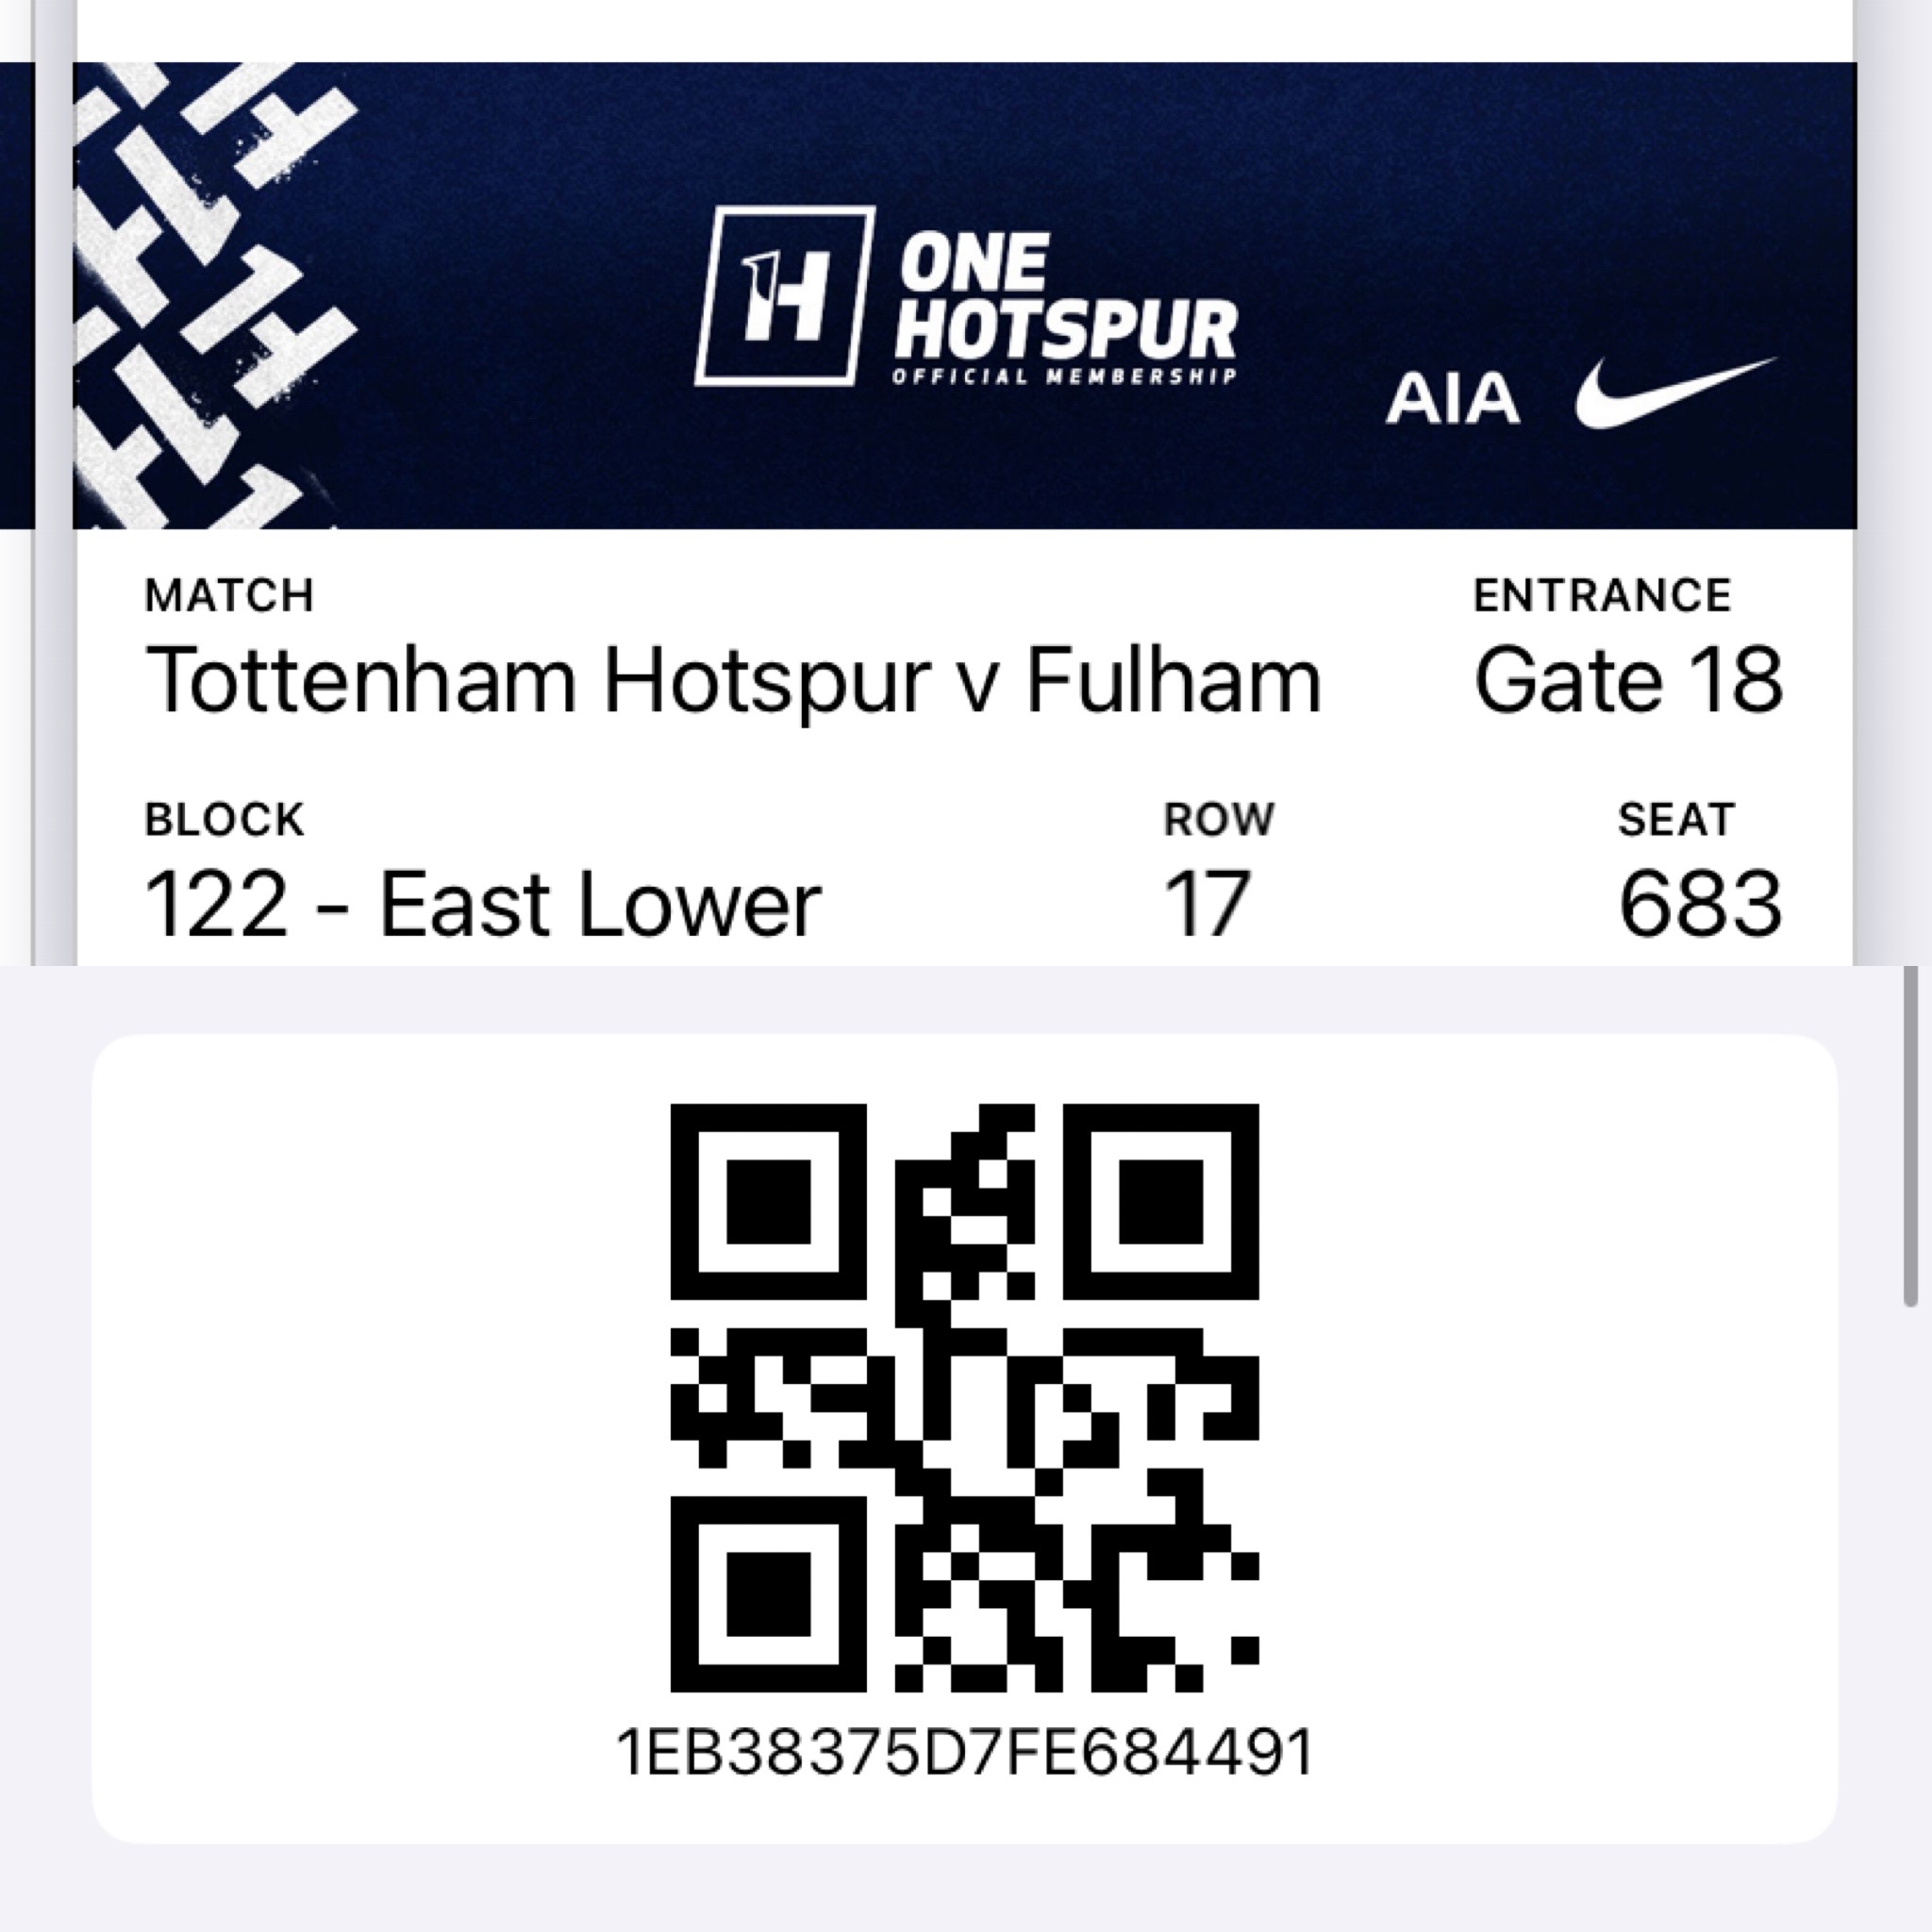 1H
ONE
HOTSPUR
OFFICIAL MEMBERSHIP
AIA
MATCH ENTRANCE
Tottenham Hotspur v Fulham Gate 18
BLOCK ROW SEAT
122 - East Lower 17 683
1EB38375D7FE684491